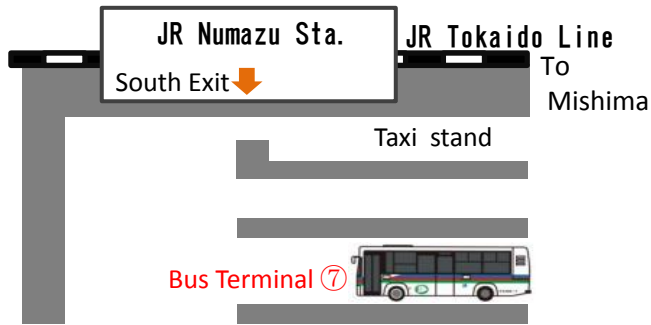 JR Numazu Sta.
JR Tokaido Line
South Exit
To
Mishima
Taxi stand
Bus Terminal ⑦